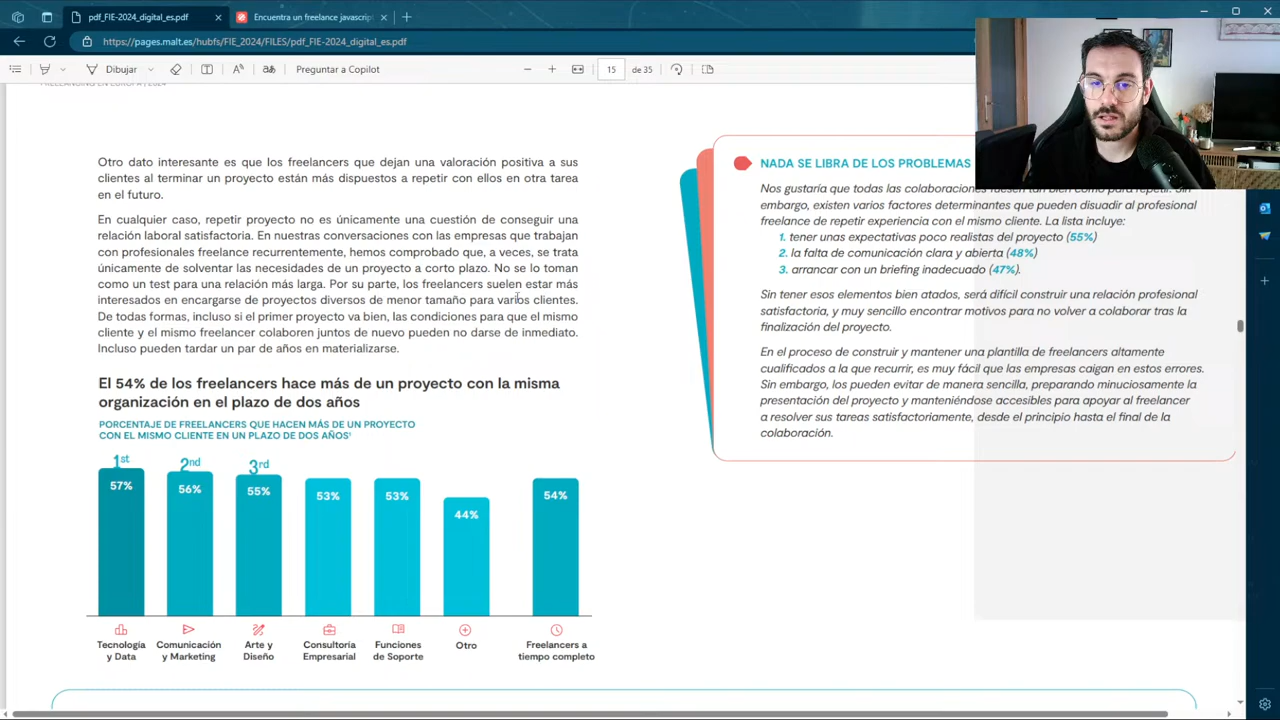 pdf_FIE-2024_digital_es.pdf
Encuentra un freelance javascrip
https://pages.malt.es/hubfs/FIE_2024/FILES/pdf_FIE-2024_digital_es.pdf
Dibujar
Preguntar a Copilot
15
de 35
FREELANCING EN EUROPA | 2024
Otro dato interesante es que los freelancers que dejan una valoración positiva a sus
clientes al terminar un proyecto están más dispuestos a repetir con ellos en otra tarea
en el futuro.
En cualquier caso, repetir proyecto no es únicamente una cuestión de conseguir una
relación laboral satisfactoria. En nuestras conversaciones con las empresas que trabajan
con profesionales freelance recurrentemente, hemos comprobado que, a veces, se trata
únicamente de solventar las necesidades de un proyecto a corto plazo. No se lo toman
como un test para una relación más larga. Por su parte, los freelancers suelen estar más
interesados en encargarse de proyectos diversos de menor tamaño para varios clientes.
De todas formas, incluso si el primer proyecto va bien, las condiciones para que el mismo
cliente y el mismo freelancer colaboren juntos de nuevo pueden no darse de inmediato.
Incluso pueden tardar un par de años en materializarse.
El 54% de los freelancers hace más de un proyecto con la misma
organización en el plazo de dos años
PORCENTAJE DE FREELANCERS QUE HACEN MÁS DE UN PROYECTO
CON EL MISMO CLIENTE EN UN PLAZO DE DOS AÑOS¹
1st
2nd
3rd
57%
56%
55%
53%
53%
44%
54%
Tecnología
y Data
Comunicación
y Marketing
Arte y
Diseño
Consultoría
Empresarial
Funciones
de Soporte
Otro
Freelancers a
tiempo completo
NADA SE LIBRA DE LOS PROBLEMAS
Nos gustaría que todas las colaboraciones fuesen tan bien como para repetir. Sin
embargo, existen varios factores determinantes que pueden disuadir al profesional
freelance de repetir experiencia con el mismo cliente. La lista incluye:
1. tener unas expectativas poco realistas del proyecto (55%)
2. la falta de comunicación clara y abierta (48%)
3. arrancar con un briefing inadecuado (47%).
Sin tener esos elementos bien atados, será difícil construir una relación profesional
satisfactoria, y muy sencillo encontrar motivos para no volver a colaborar tras la
finalización del proyecto.
En el proceso de construir y mantener una plantilla de freelancers altamente
cualificados a la que recurrir, es muy fácil que las empresas caigan en estos errores.
Sin embargo, los pueden evitar de manera sencilla, preparando minuciosamente la
presentación del proyecto y manteniéndose accesibles para apoyar al freelancer
a resolver sus tareas satisfactoriamente, desde el principio hasta el final de la
colaboración.